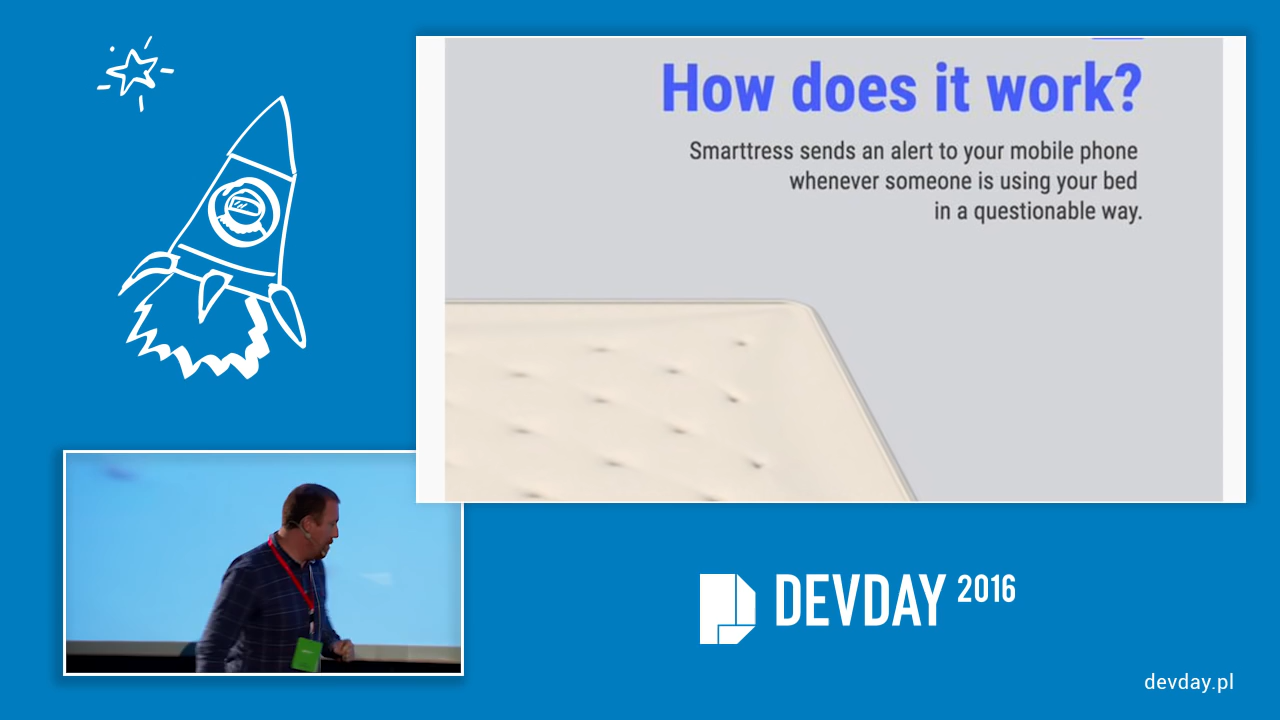 How does it work?
Smarttress sends an alert to your mobile phone
whenever someone is using your bed
in a questionable way.
DEVDAY 2016
devday.pl